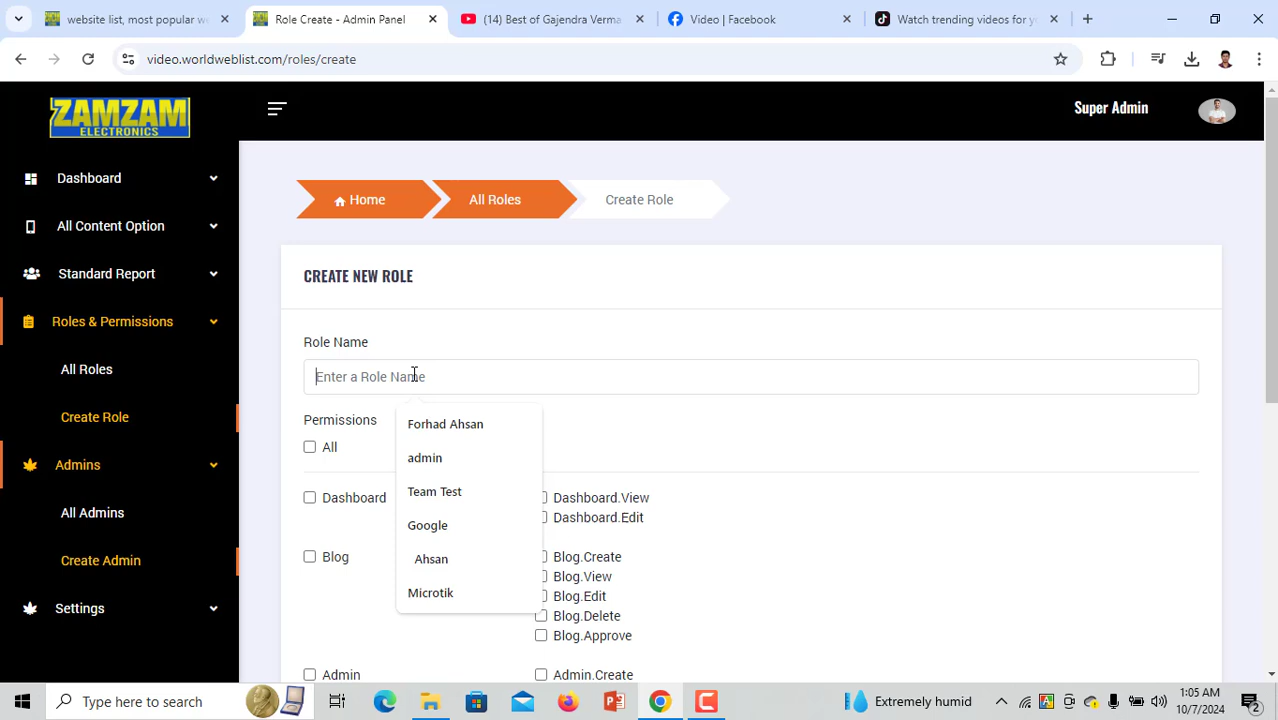 website list, most popular w
Role Create - Admin Panel
(14) Best of Gajendra Verma
Video | Facebook
Watch trending videos for y
video.worldweblist.com/roles/create
ZAMZAM
ELECTRONICS
Super Admin
Dashboard
All Content Option
Standard Report
Roles & Permissions
All Roles
Create Role
Admins
All Admins
Create Admin
Settings
Home
All Roles
Create Role
CREATE NEW ROLE
Role Name
Enter a Role Name
Forhad Ahsan
admin
Team Test
Google
Ahsan
Microtik
Permissions
All
Dashboard
Dashboard.View
Dashboard.Edit
Blog
Blog.Create
Blog.View
Blog.Edit
Blog.Delete
Blog.Approve
Admin
Admin.Create
Type here to search
Extremely humid
1:05 AM
10/7/2024
2